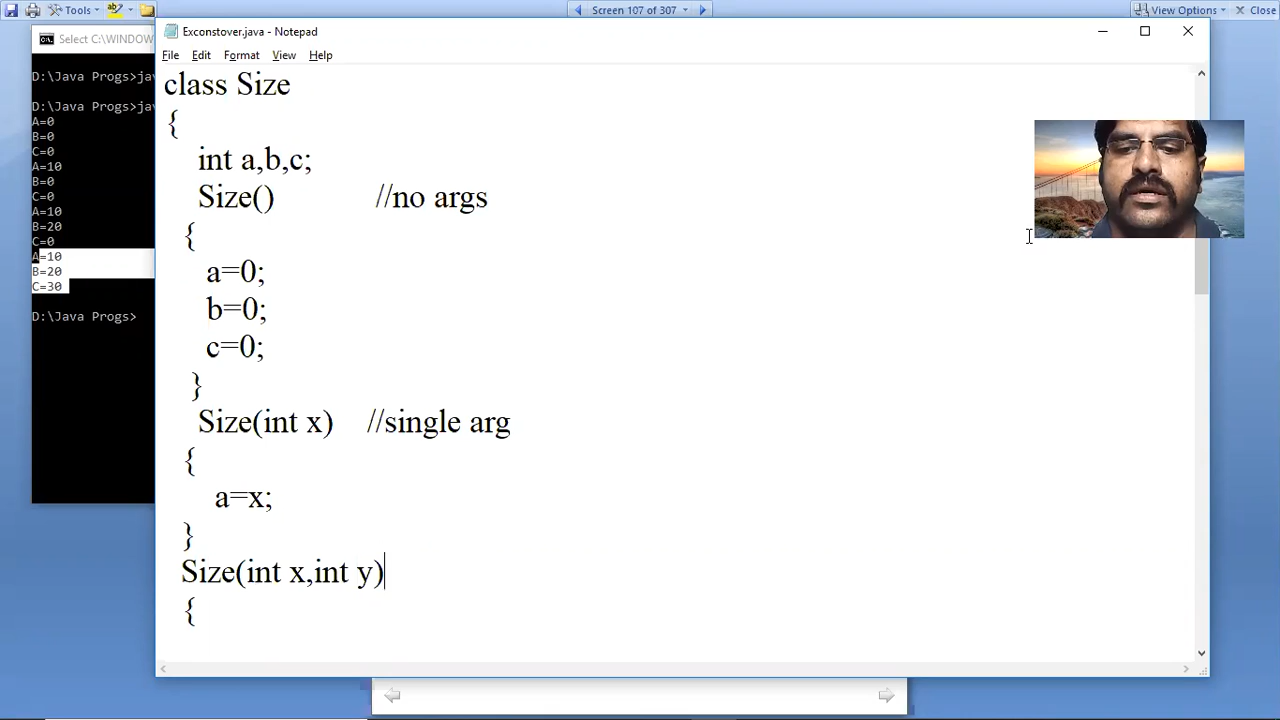 Tools
Screen 107 of 307
View Options
Close
Select C:\WINDOW
Exconstover.java - Notepad
File Edit Format View Help
D:\Java Progs>jav
D:\Java Progs>jav
A=0
B=0
C=0
A=10
B=0
C=0
A=10
B=20
C=0
A=10
B=20
C=30
D:\Java Progs>
class Size
{
int a,b,c;
Size() //no args
{
a=0;
b=0;
c=0;
}
Size(int x) //single arg
{
a=x;
}
Size(int x,int y)
{